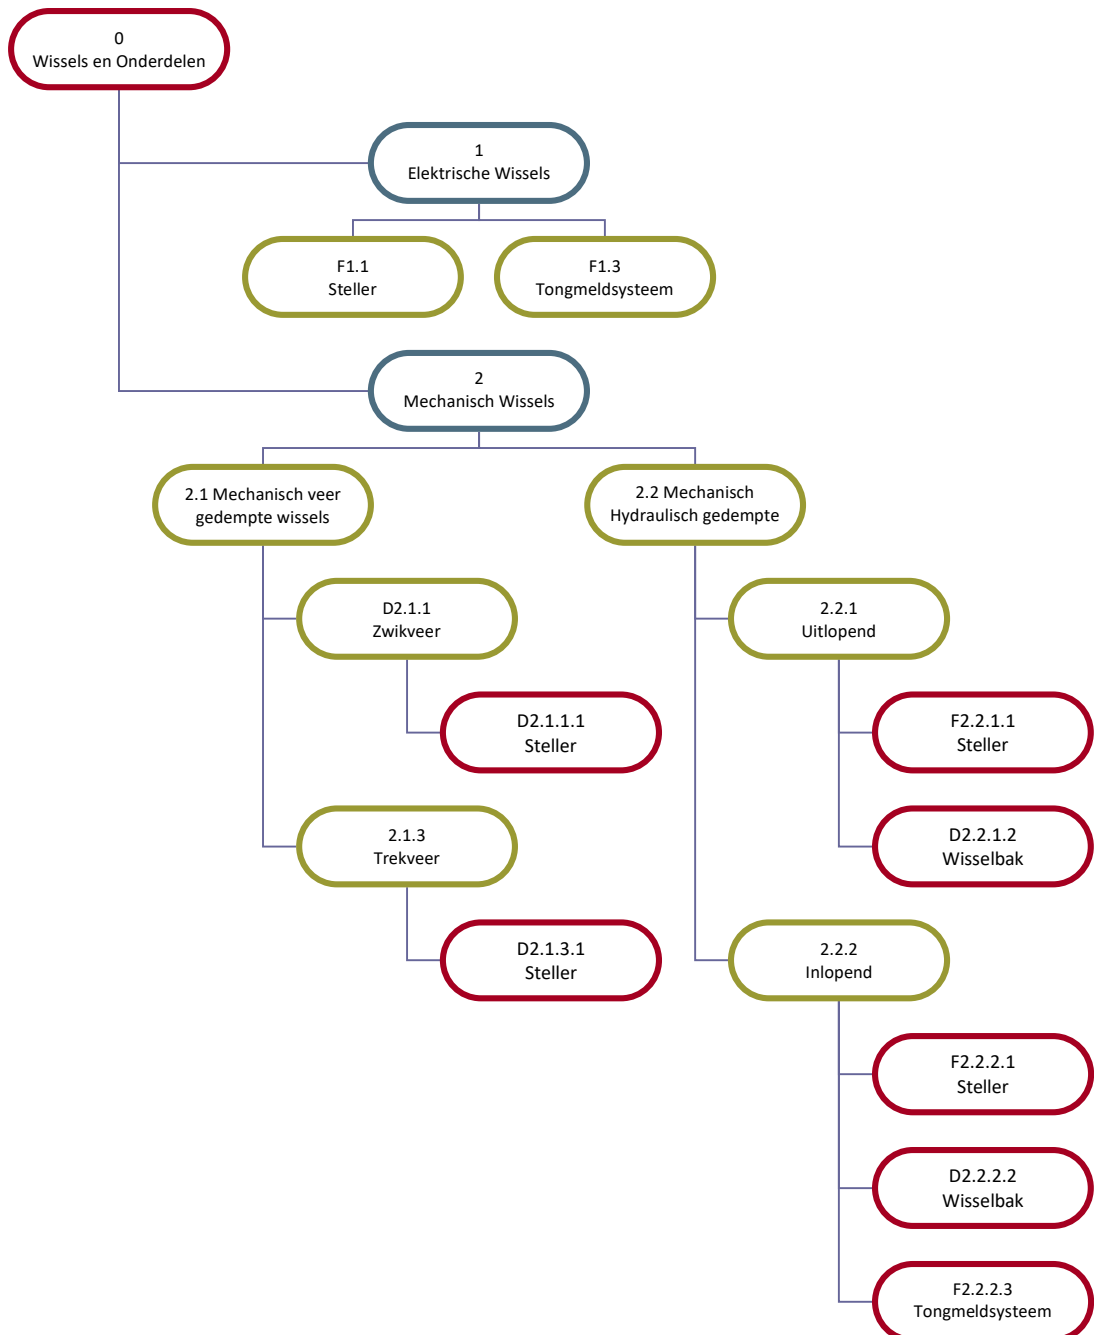 0
Wissels en Onderdelen
1
Elektrische Wissels
F1.1
Steller
F1.3
Tongmeldsysteem
2
Mechanisch Wissels
2.1 Mechanisch veer
gedempte wissels
2.2 Mechanisch
Hydraulisch gedempte
D2.1.1
Zwikveer
2.2.1
Uitlopend
D2.1.1.1
Steller
F2.2.1.1
Steller
2.1.3
Trekveer
D2.2.1.2
Wisselbak
D2.1.3.1
Steller
2.2.2
Inlopend
F2.2.2.1
Steller
D2.2.2.2
Wisselbak
F2.2.2.3
Tongmeldsysteem